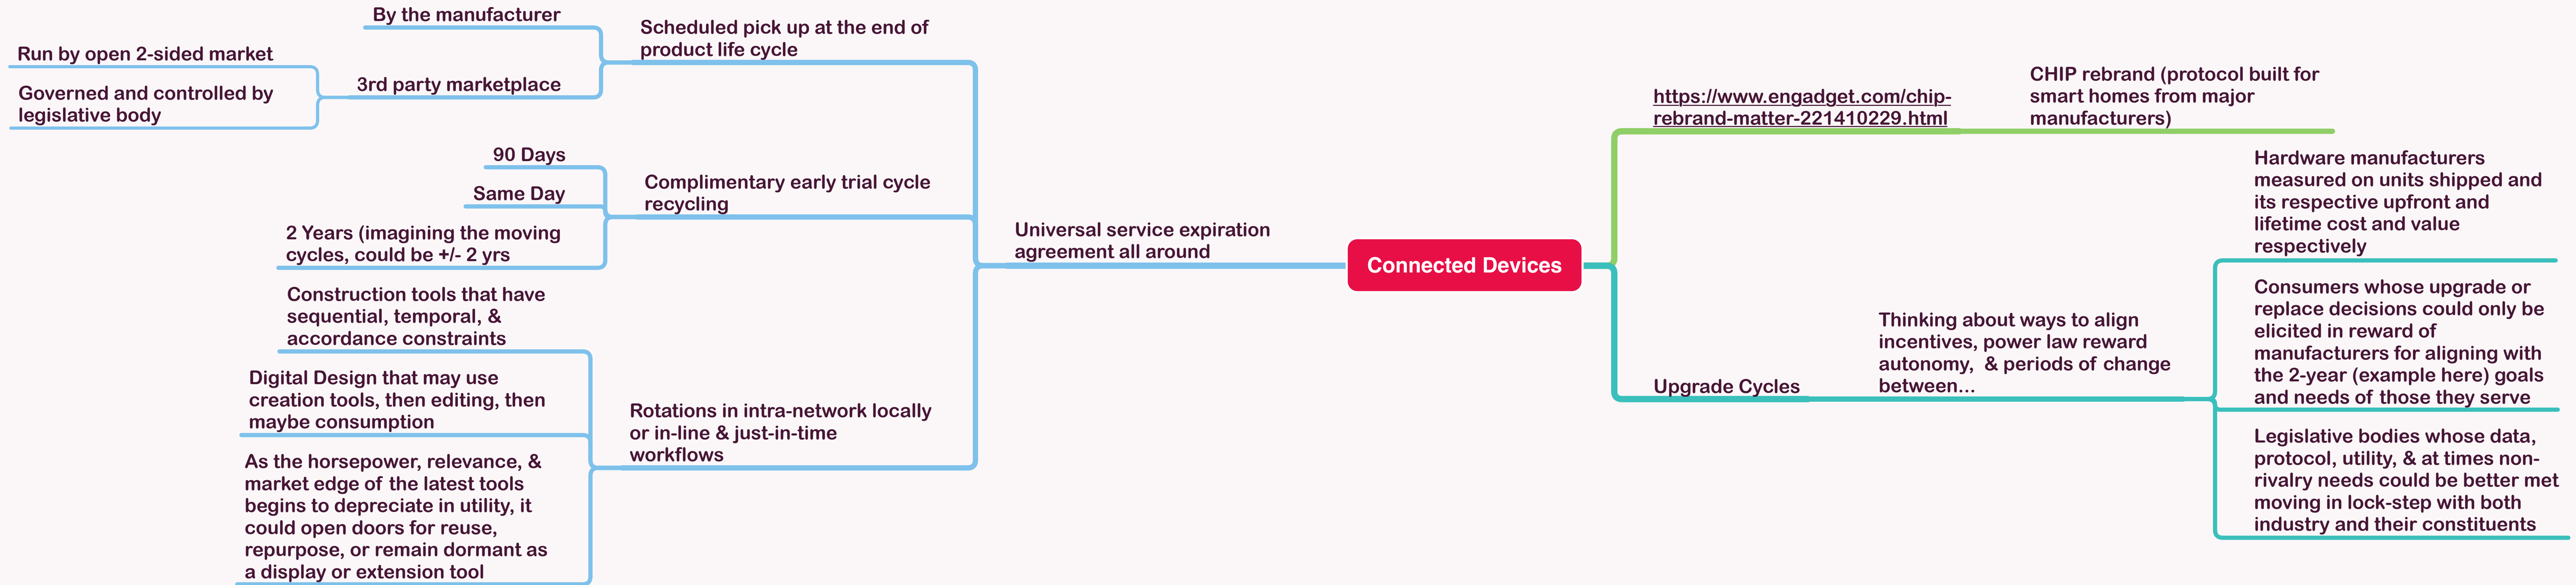 By the manufacturer
Run by open 2-sided market
Governed and controlled by
legislative body
3rd party marketplace
Scheduled pick up at the end of
product life cycle
90 Days
Same Day
2 Years (imagining the moving
cycles, could be +/- 2 yrs
Complimentary early trial cycle
recycling
Construction tools that have
sequential, temporal, &
accordance constraints
Digital Design that may use
creation tools, then editing, then
maybe consumption
As the horsepower, relevance, &
market edge of the latest tools
begins to depreciate in utility, it
could open doors for reuse,
repurpose, or remain dormant as
a display or extension tool
Rotations in intra-network locally
or in-line & just-in-time
workflows
Universal service expiration
agreement all around
Connected Devices
https://www.engadget.com/chip-
rebrand-matter-221410229.html
CHIP rebrand (protocol built for
smart homes from major
manufacturers)
Upgrade Cycles
Thinking about ways to align
incentives, power law reward
autonomy,  & periods of change
between...
Hardware manufacturers
measured on units shipped and
its respective upfront and
lifetime cost and value
respectively
Consumers whose upgrade or
replace decisions could only be
elicited in reward of
manufacturers for aligning with
the 2-year (example here) goals
and needs of those they serve
Legislative bodies whose data,
protocol, utility, & at times non-
rivalry needs could be better met
moving in lock-step with both
industry and their constituents